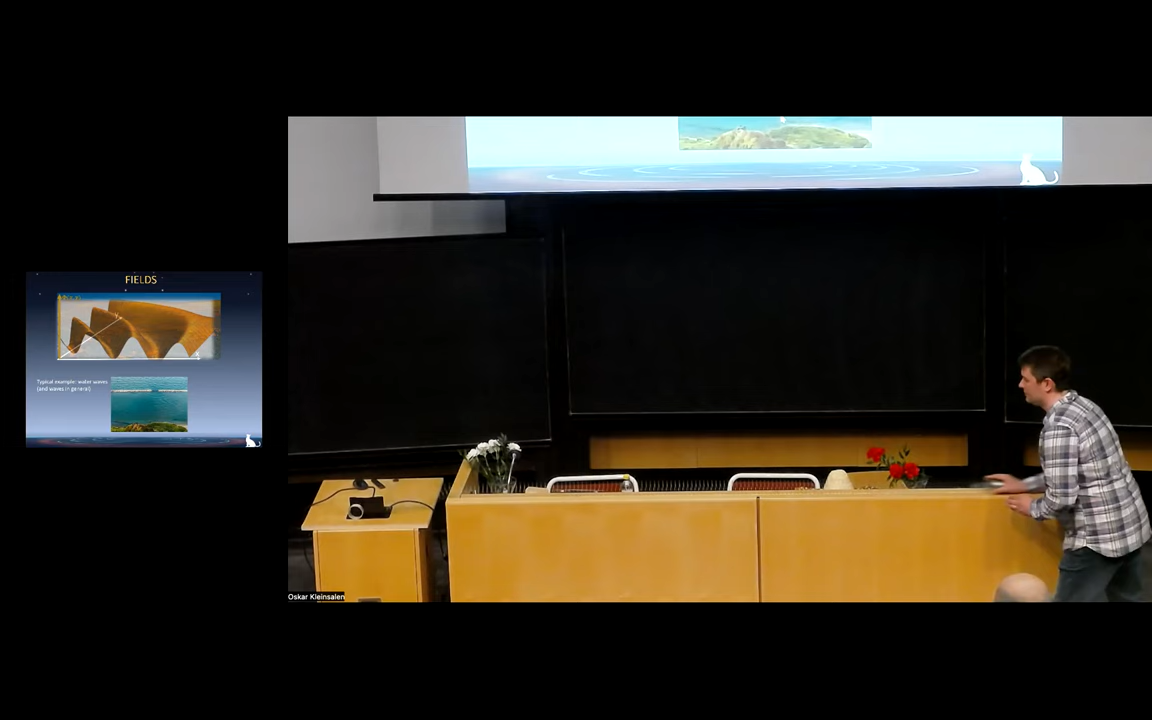 FIELDS
Typical example: water waves
(and waves in general)
Oskar Kleinsalen